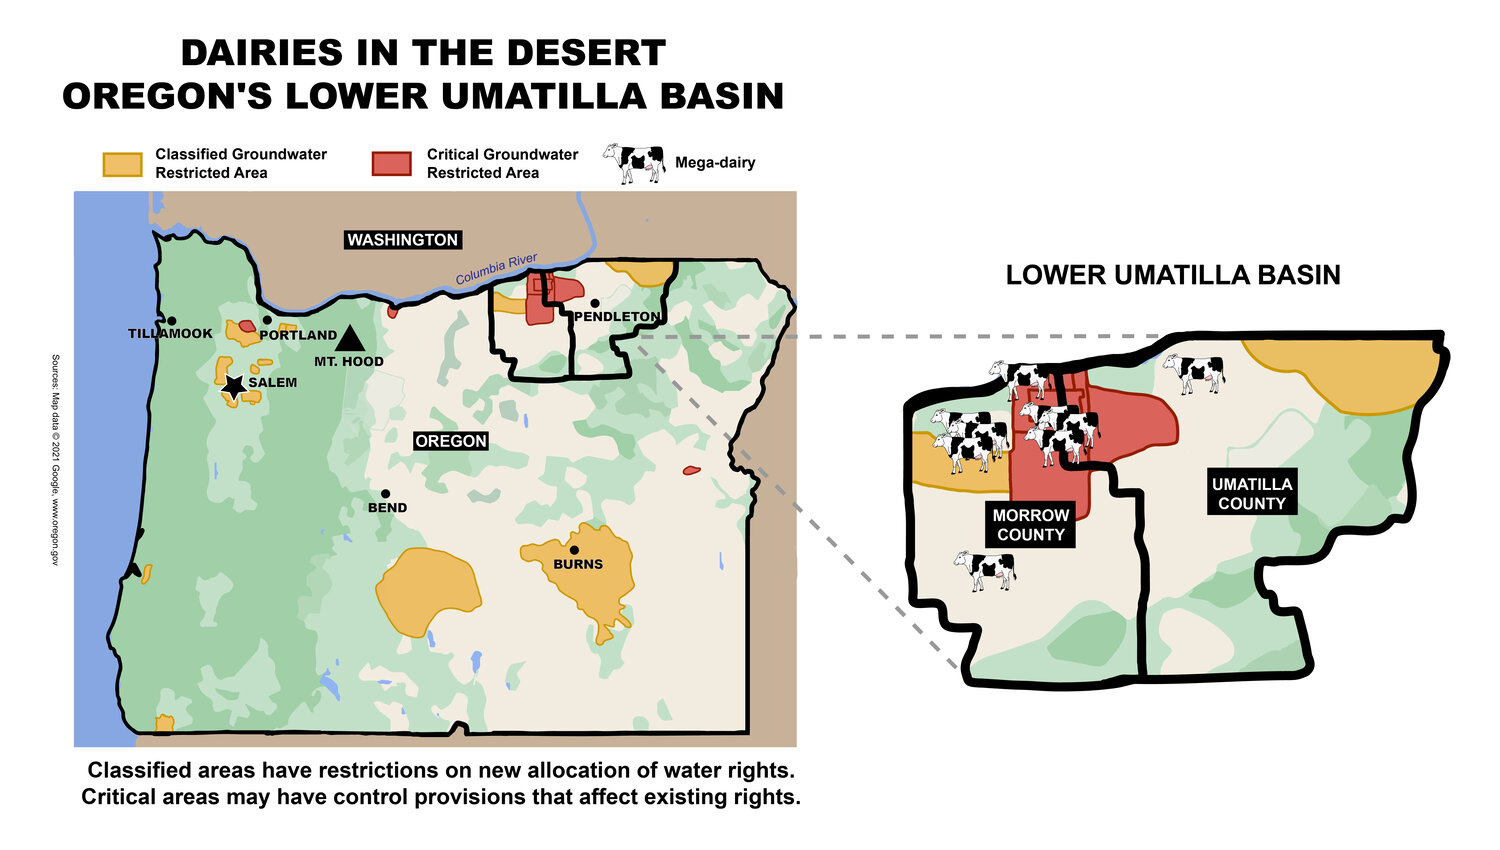 DAIRIES IN THE DESERT
OREGON'S LOWER UMATILLA BASIN
Classified Groundwater
Restricted Area
Critical Groundwater
Restricted Area
Mega-dairy
WASHINGTON
Columbia River
TILLAMOOK
PORTLAND
MT. HOOD
SALEM
PENDLETON
OREGON
BEND
BURNS
Sources: Map data © 2021 Google, www.oregon.gov
LOWER UMATILLA BASIN
UMATILLA
COUNTY
MORROW
COUNTY
Classified areas have restrictions on new allocation of water rights.
Critical areas may have control provisions that affect existing rights.